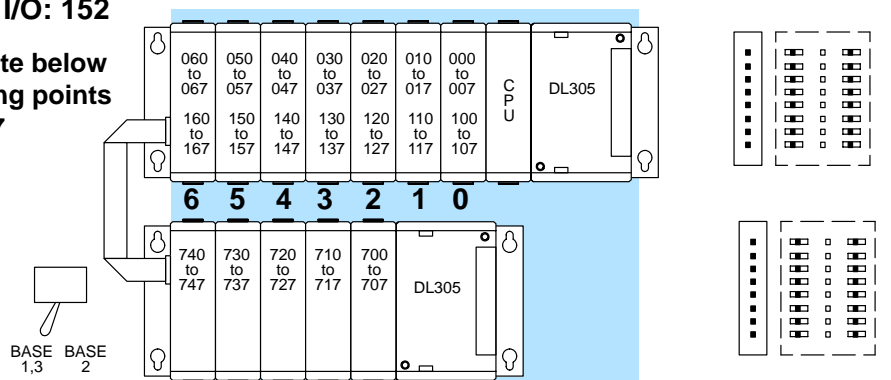 I/O: 152
te below
ng points
060 to 067
050 to 057
040 to 047
030 to 037
020 to 027
010 to 017
000 to 007
160 to 167
150 to 157
140 to 147
130 to 137
120 to 127
110 to 117
100 to 107
CPU
DL305
6 5 4 3 2 1 0
740 to 747
730 to 737
720 to 727
710 to 717
700 to 707
DL305
BASE 1,3
BASE 2